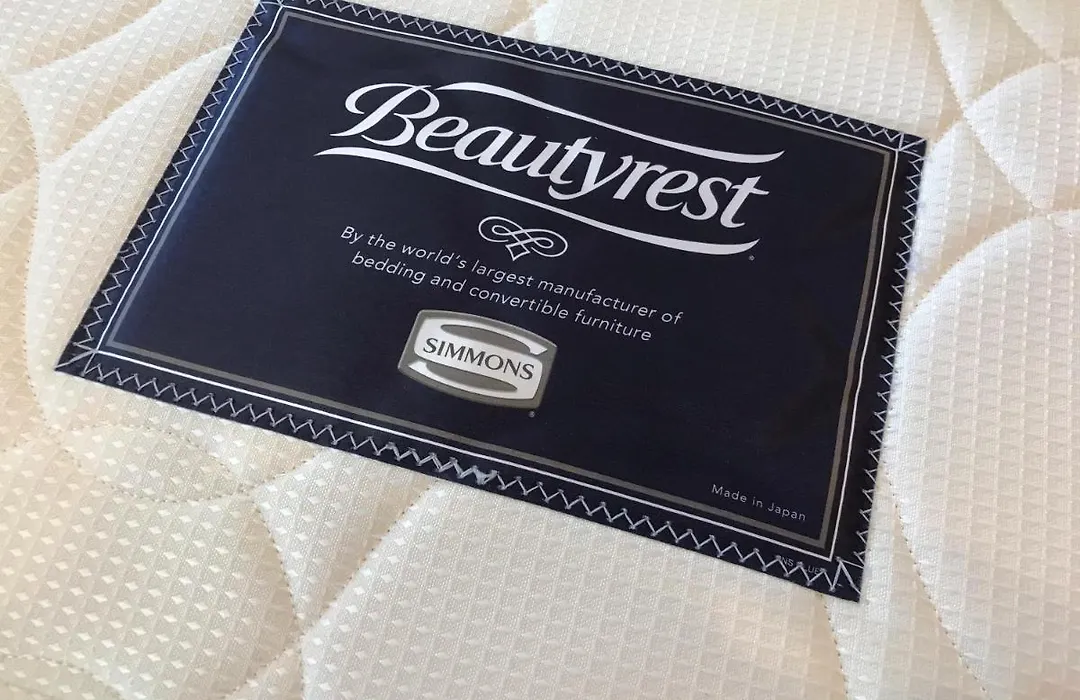 Beautyrest
By the world's largest manufacturer of
bedding and convertible furniture
SIMMONS
Made in Japan